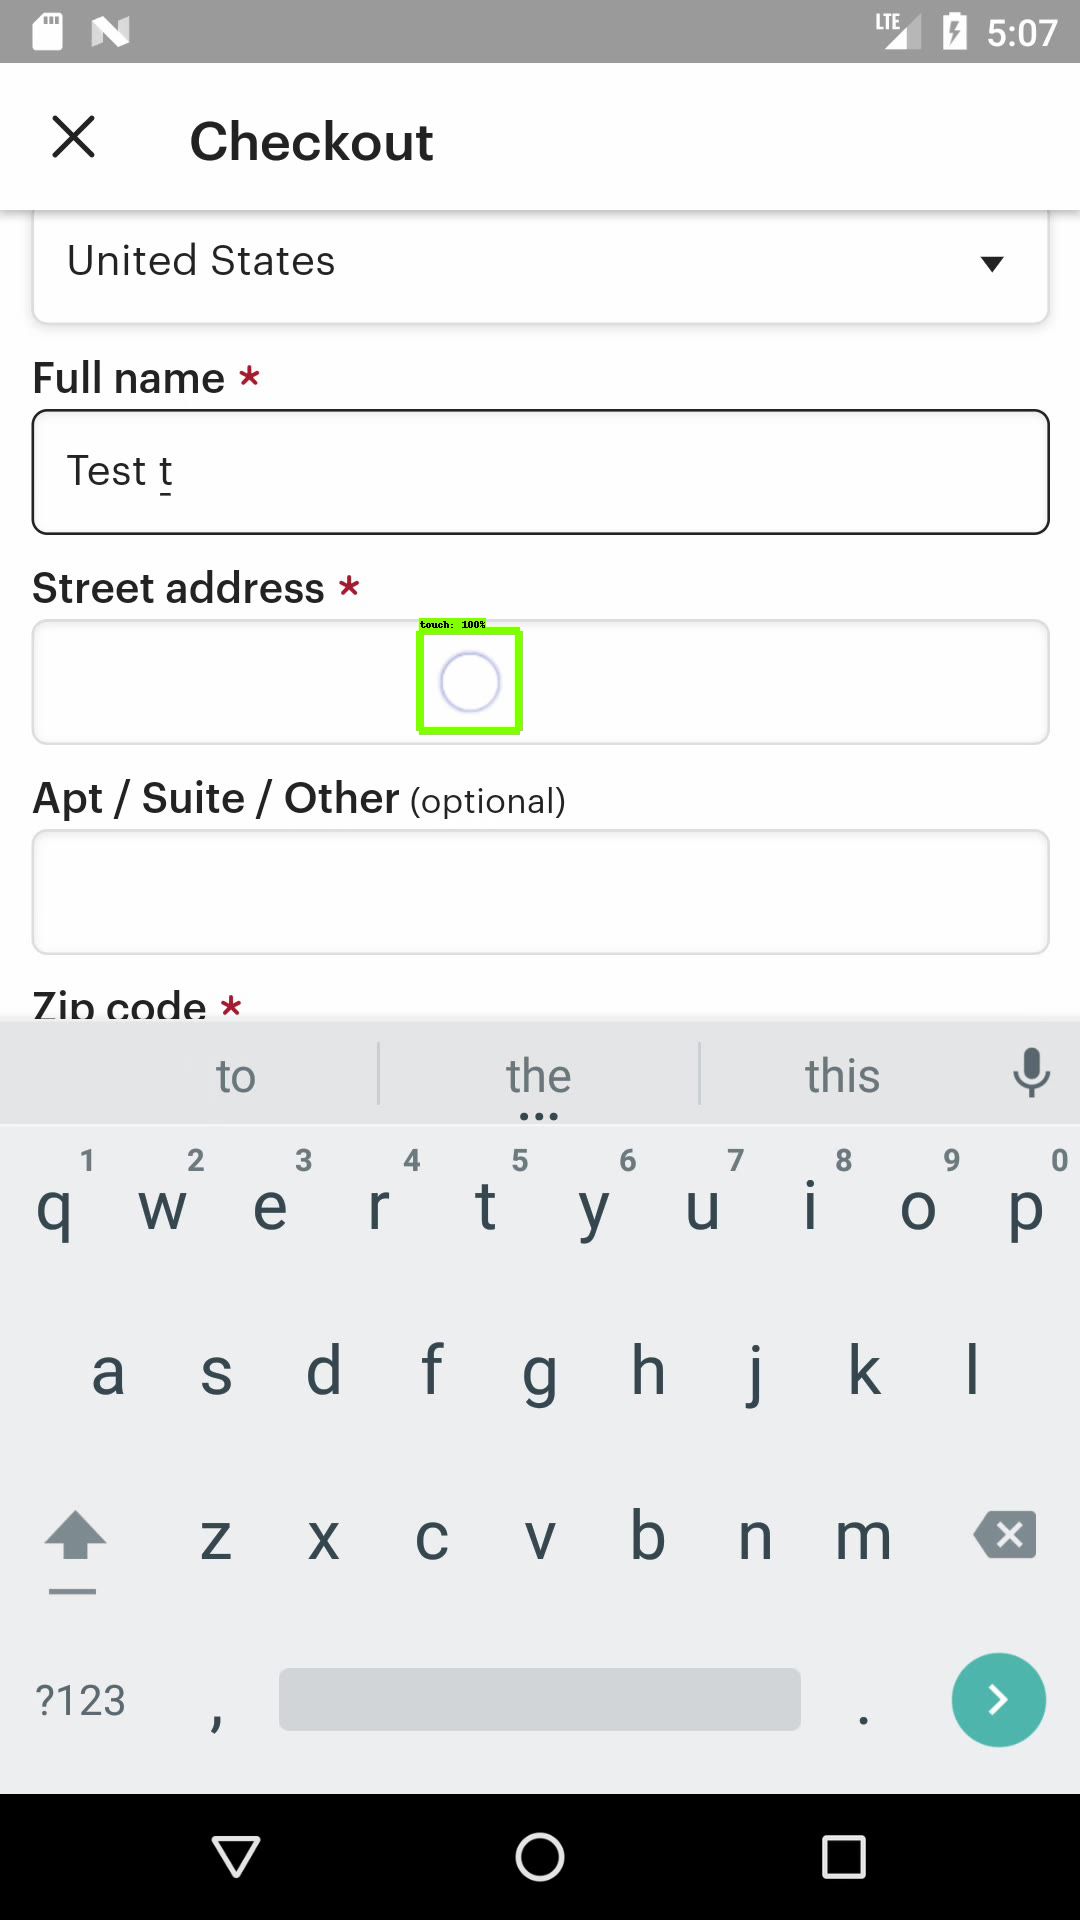 LTE 5:07
Checkout
United States
Full name *
Test t
Street address *
touch: 100%
Apt / Suite / Other (optional)
Zip code *
to the this
1 2 3 4 5 6 7 8 9 0
q w e r t y u i o p
a s d f g h j k l
z x c v b n m
?123 , .